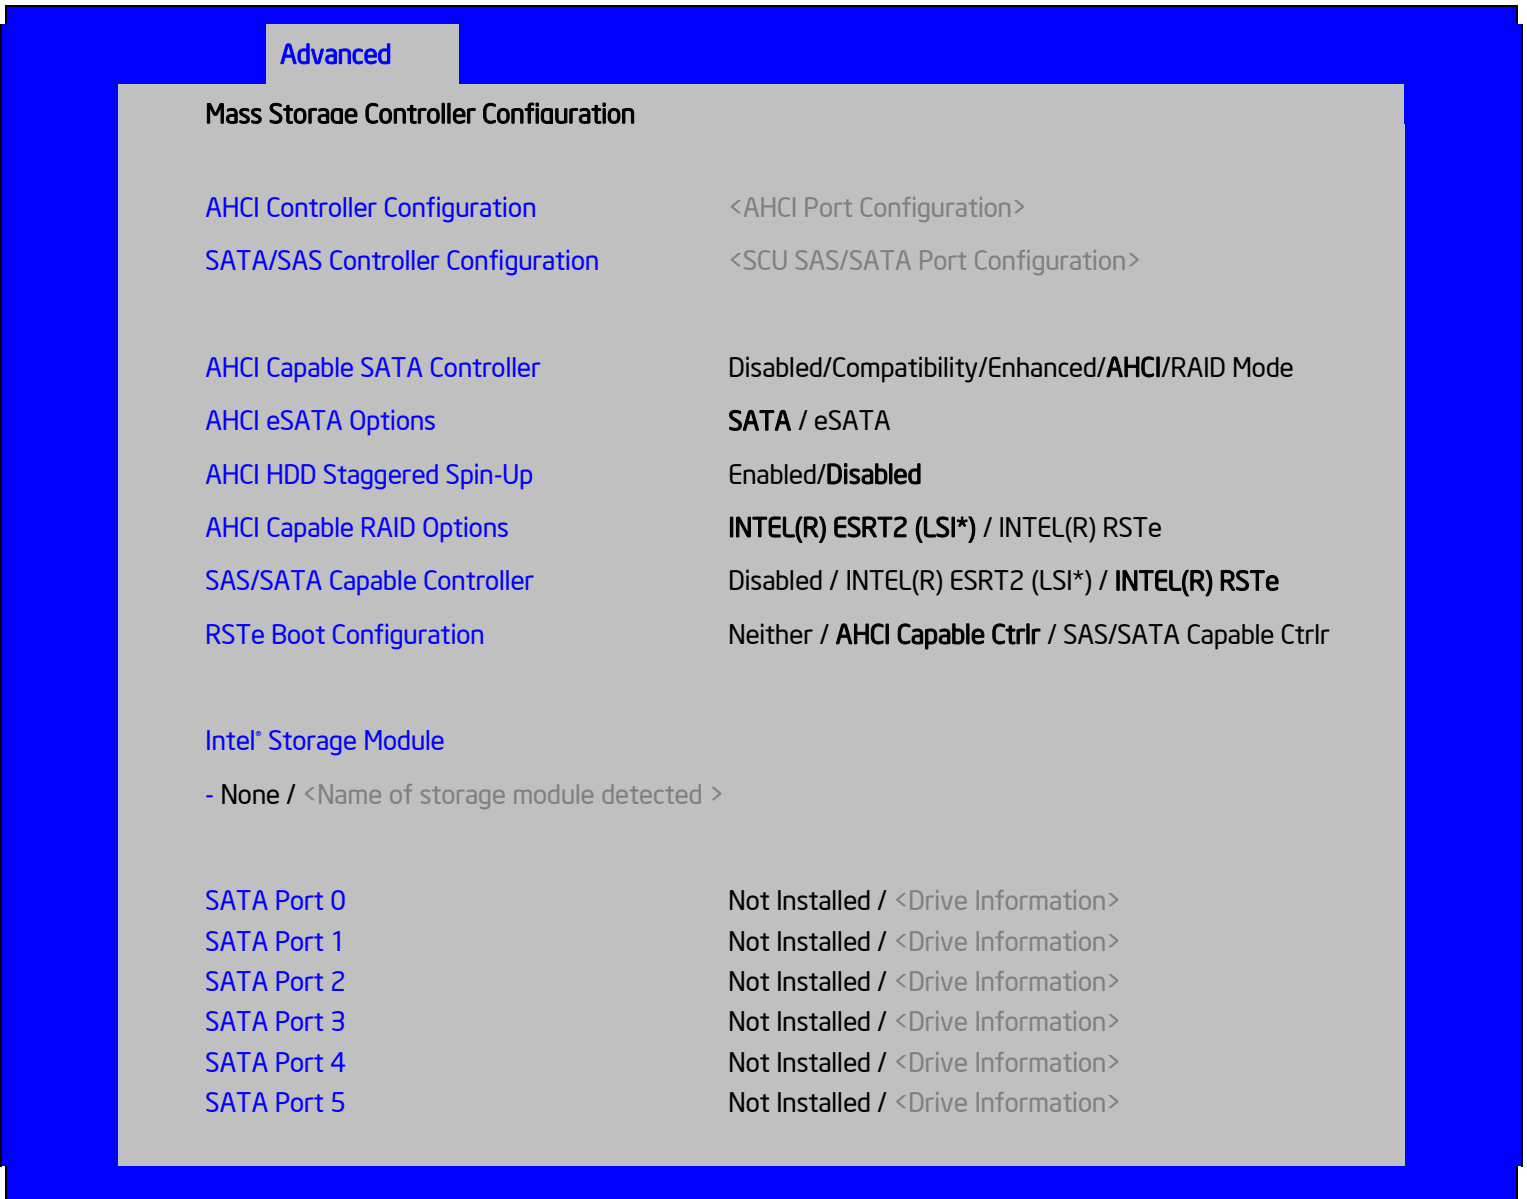 Advanced
Mass Storage Controller Configuration
AHCI Controller Configuration <AHCI Port Configuration>
SATA/SAS Controller Configuration <SCU SAS/SATA Port Configuration>
AHCI Capable SATA Controller Disabled/Compatibility/Enhanced/AHCI/RAID Mode
AHCI eSATA Options SATA / eSATA
AHCI HDD Staggered Spin-Up Enabled/Disabled
AHCI Capable RAID Options INTEL(R) ESRT2 (LSI*) / INTEL(R) RSTe
SAS/SATA Capable Controller Disabled / INTEL(R) ESRT2 (LSI*) / INTEL(R) RSTe
RSTe Boot Configuration Neither / AHCI Capable Ctrlr / SAS/SATA Capable Ctrlr
Intel® Storage Module
- None / <Name of storage module detected >
SATA Port 0 Not Installed / <Drive Information>
SATA Port 1 Not Installed / <Drive Information>
SATA Port 2 Not Installed / <Drive Information>
SATA Port 3 Not Installed / <Drive Information>
SATA Port 4 Not Installed / <Drive Information>
SATA Port 5 Not Installed / <Drive Information>